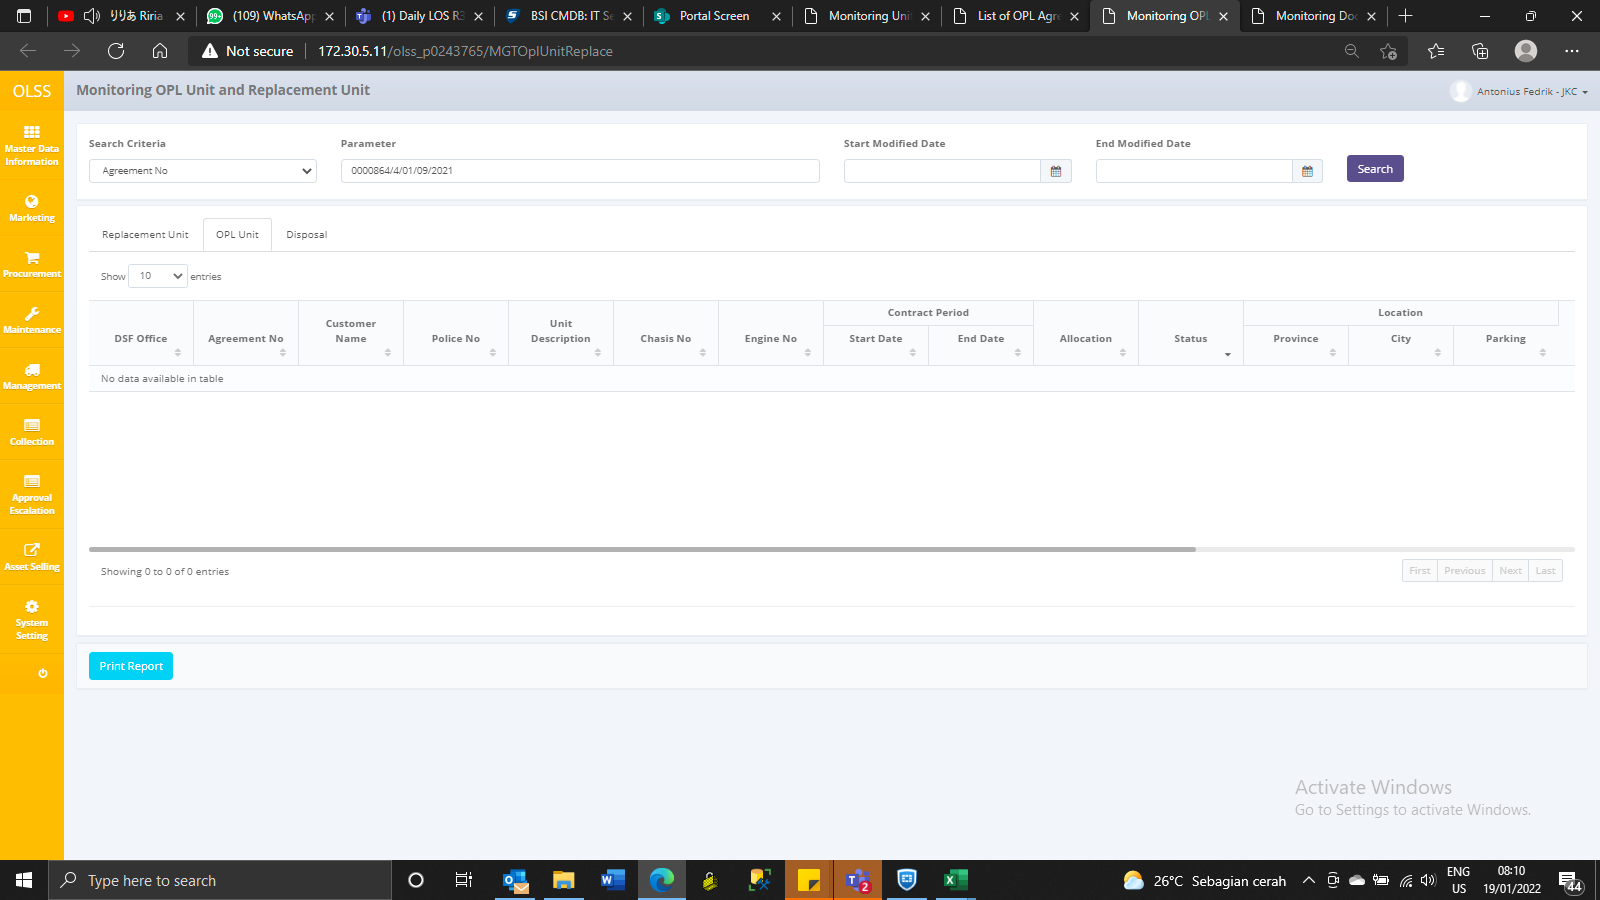 りりあ Riria
(109) WhatsApp
(1) Daily LOS R3
BSI CMDB: IT Se
Portal Screen
Monitoring Uni
List of OPL Agre
Monitoring OPL
Monitoring Doc
Not secure
172.30.5.11/olss_p0243765/MGTOplUnitReplace
OLSS
Monitoring OPL Unit and Replacement Unit
Antonius Fedrik - JKC
Master Data
Information
Marketing
Procurement
Maintenance
Management
Collection
Approval
Escalation
Asset Selling
System
Setting
Search Criteria
Parameter
Start Modified Date
End Modified Date
Agreement No
0000864/4/01/09/2021
Search
Replacement Unit
OPL Unit
Disposal
Show 10 entries
DSF Office
Agreement No
Customer
Name
Police No
Unit
Description
Chasis No
Engine No
Contract Period
Start Date
End Date
Allocation
Status
Location
Province
City
Parking
No data available in table
Showing 0 to 0 of 0 entries
First
Previous
Next
Last
Print Report
Activate Windows
Go to Settings to activate Windows.
Type here to search
2
26°C Sebagian cerah
ENG
US
08:10
19/01/2022
44